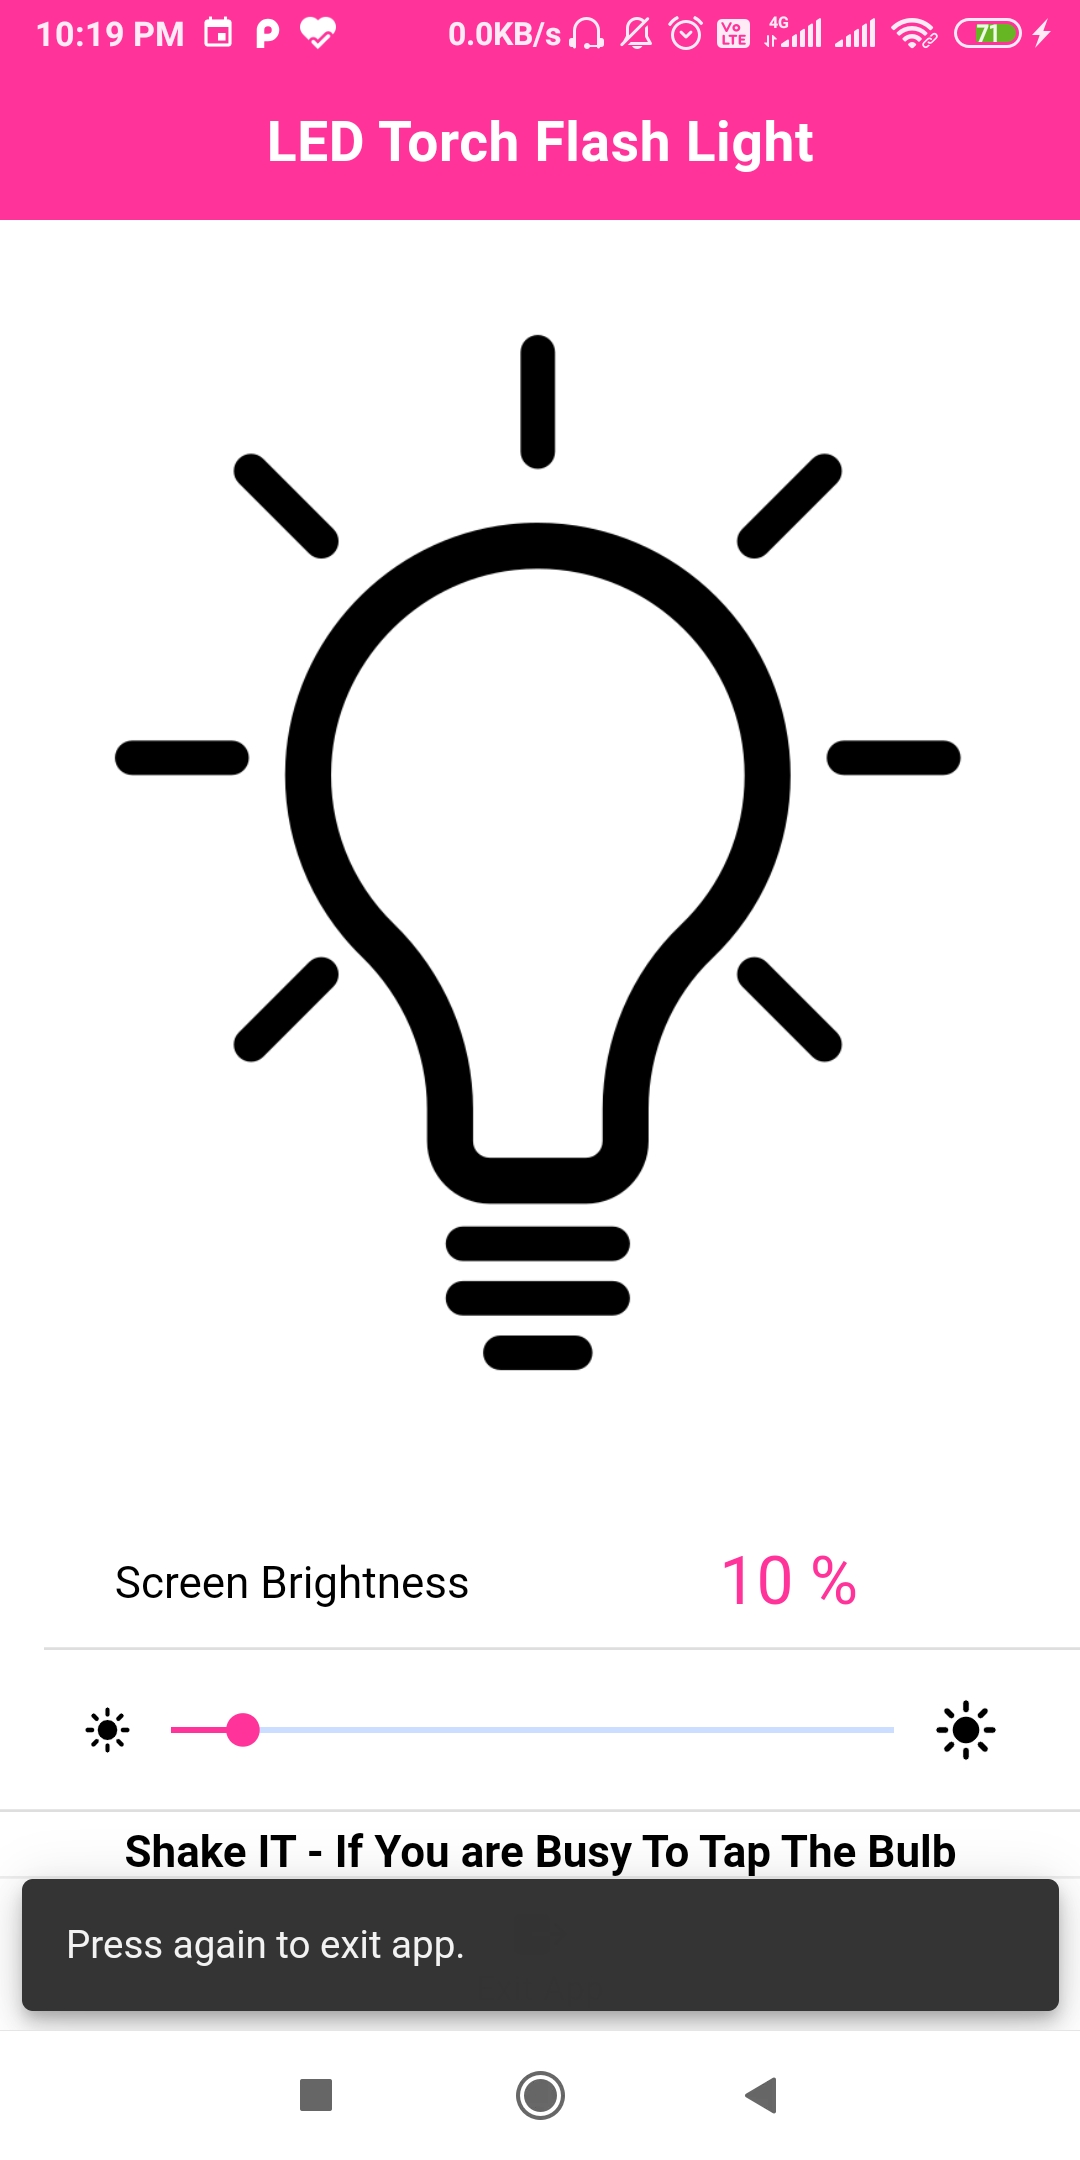 10:19 PM 0.0KB/s Vo LTE 4G 71
LED Torch Flash Light
Screen Brightness 10 %
Shake IT - If You are Busy To Tap The Bulb
Press again to exit app.